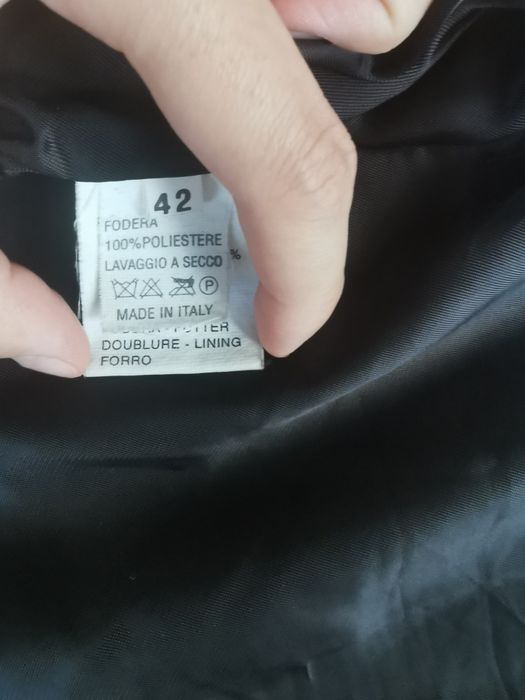 42
FODERA
100%POLIESTERE
LAVAGGIO A SECCO
%
P
MADE IN ITALY
DOUBLURE - LINING
FORRO